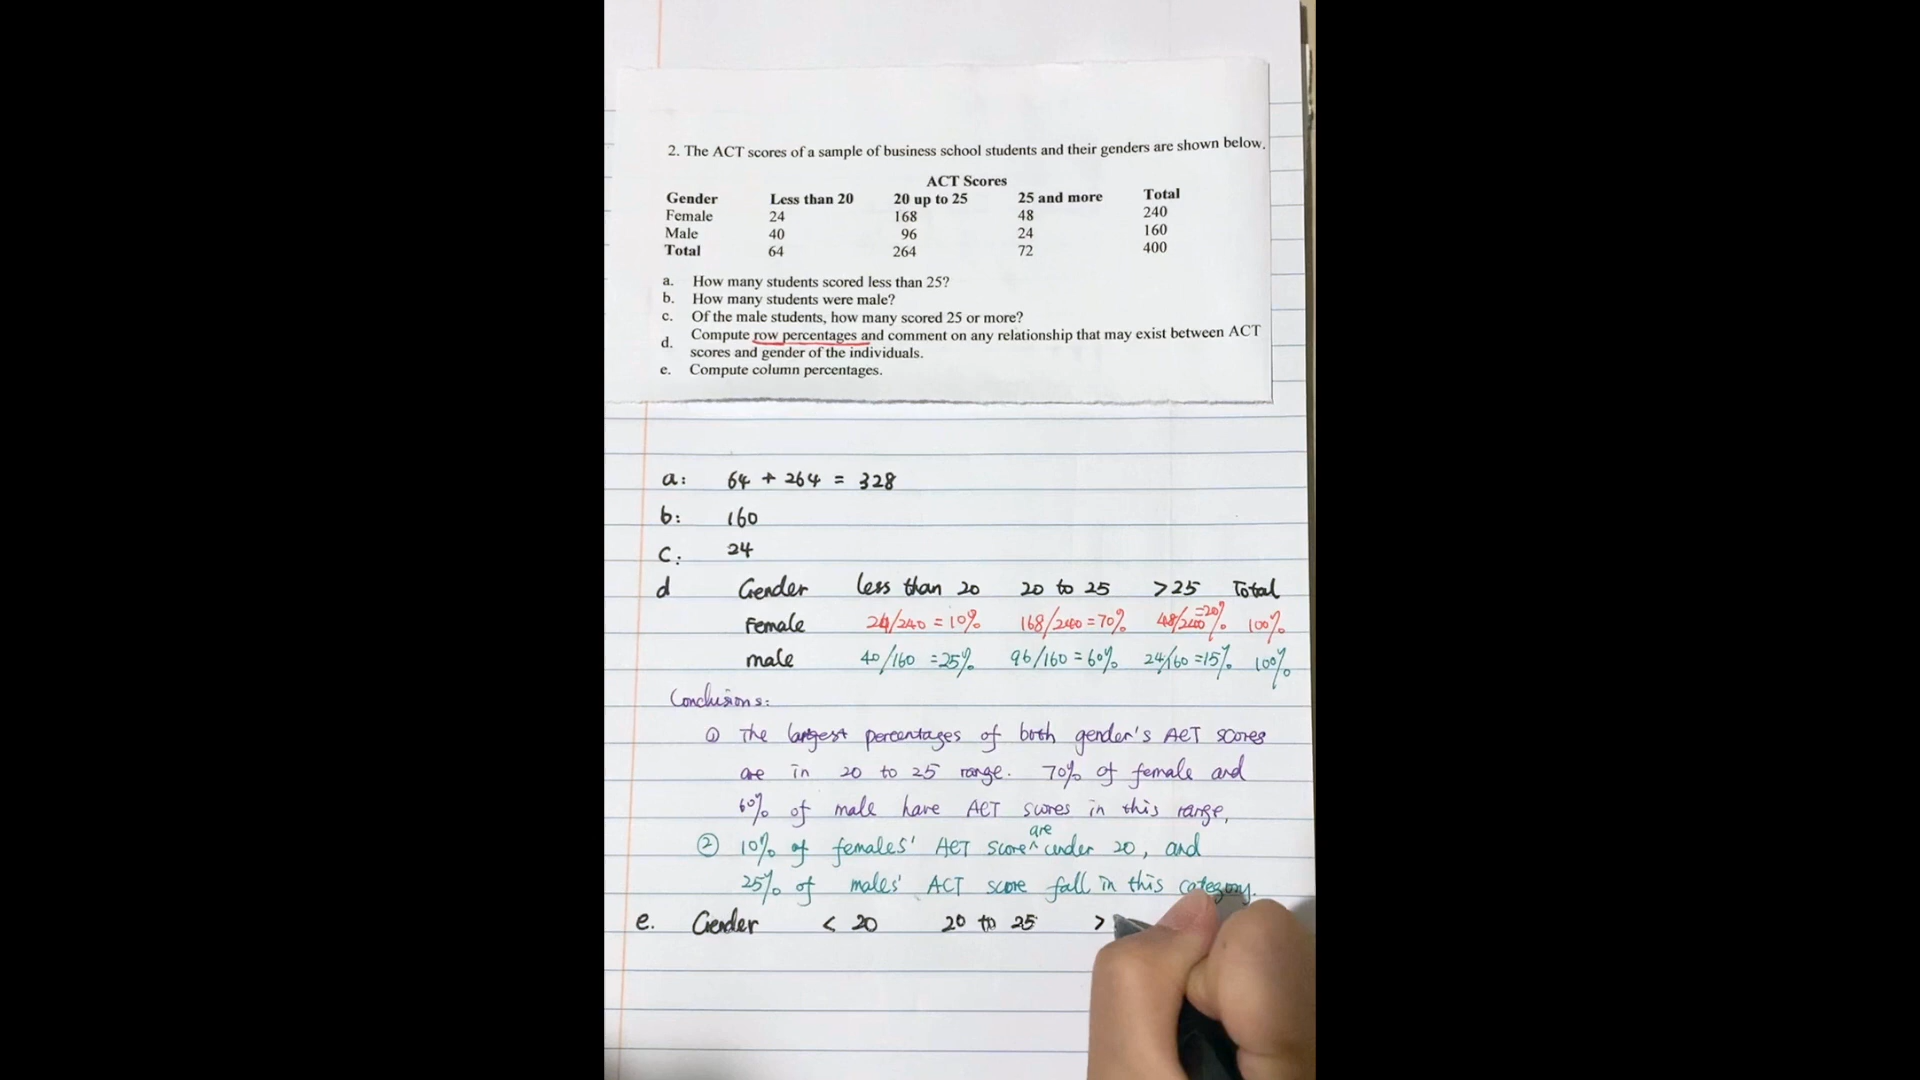 2. The ACT scores of a sample of business school students and their genders are shown below.
ACT Scores
Gender Less than 20 20 up to 25 25 and more Total
Female 24 168 48 240
Male 40 96 24 160
Total 64 264 72 400
a. How many students scored less than 25?
b. How many students were male?
c. Of the male students, how many scored 25 or more?
d. Compute row percentages and comment on any relationship that may exist between ACT
scores and gender of the individuals.
e. Compute column percentages.
a: 64 + 264 = 328
b: 160
c: 24
d Gender less than 20 20 to 25 >25 Total
Female 24/240 = 10% 168/240 = 70% 48/240 = 20% 100%
male 40/160 = 25% 96/160 = 60% 24/160 = 15% 100%
Conclusions:
① The largest percentages of both gender's ACT scores
are in 20 to 25 range. 70% of female and
60% of male have ACT scores in this range,
② 10% of females' ACT score ^are under 20, and
25% of males' ACT score fall in this category.
e. Gender < 20 20 to 25 >